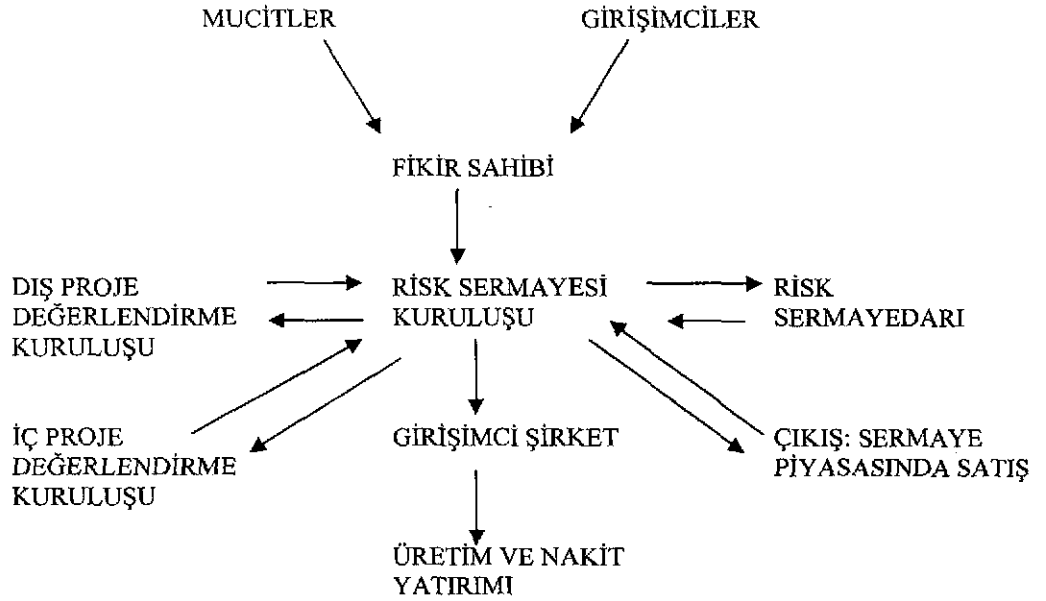 MUCİTLER
GİRİŞİMCİLER
FİKİR SAHİBİ
DIŞ PROJE
DEĞERLENDİRME
KURULUŞU
RİSK SERMAYESİ
KURULUŞU
RİSK
SERMAYEDARI
İÇ PROJE
DEĞERLENDİRME
KURULUŞU
GİRİŞİMCİ ŞİRKET
ÇIKIŞ: SERMAYE
PİYASASINDA SATIŞ
ÜRETİM VE NAKİT
YATIRIMI